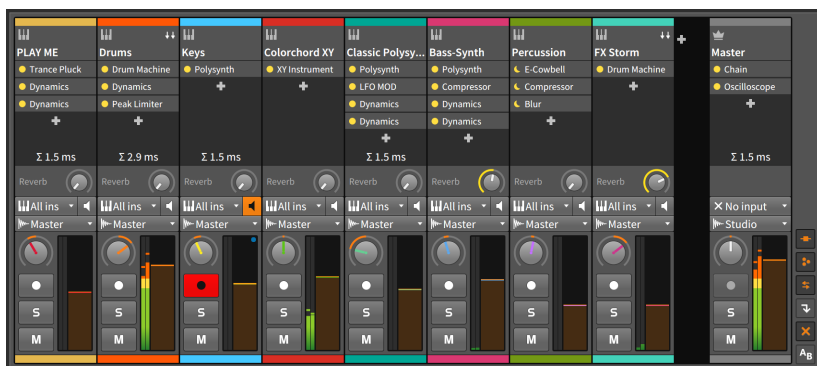 PLAY ME
Drums
Keys
Colorchord XY
Classic Polysy...
Bass-Synth
Percussion
FX Storm
Master
Trance Pluck
Drum Machine
Polysynth
XY Instrument
Polysynth
Polysynth
E-Cowbell
Drum Machine
Chain
Dynamics
Dynamics
LFO MOD
Compressor
Compressor
Oscilloscope
Dynamics
Peak Limiter
Dynamics
Dynamics
Blur
Dynamics
Dynamics
Σ 1.5 ms
Σ 2.9 ms
Σ 1.5 ms
Σ 1.5 ms
Σ 1.5 ms
Reverb
Reverb
Reverb
Reverb
Reverb
Reverb
Reverb
Reverb
All ins
All ins
All ins
All ins
All ins
All ins
All ins
All ins
No input
Master
Master
Master
Master
Master
Master
Master
Master
Studio
S
S
S
S
S
S
S
S
S
M
M
M
M
M
M
M
M
M
AB